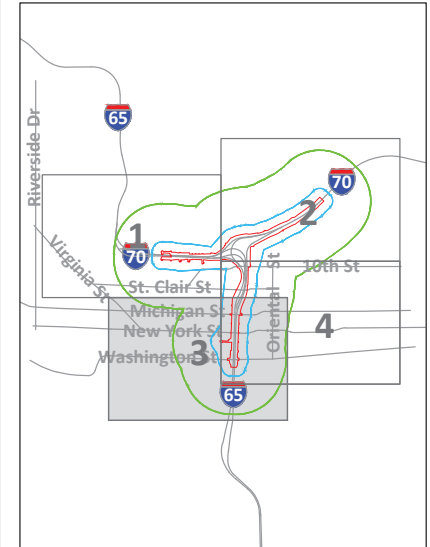 65
Riverside Dr
70
2
1
70
10th St
Virginia St
St. Clair St
Oriental St
Michigan St
New York St
4
3
Washington St
65